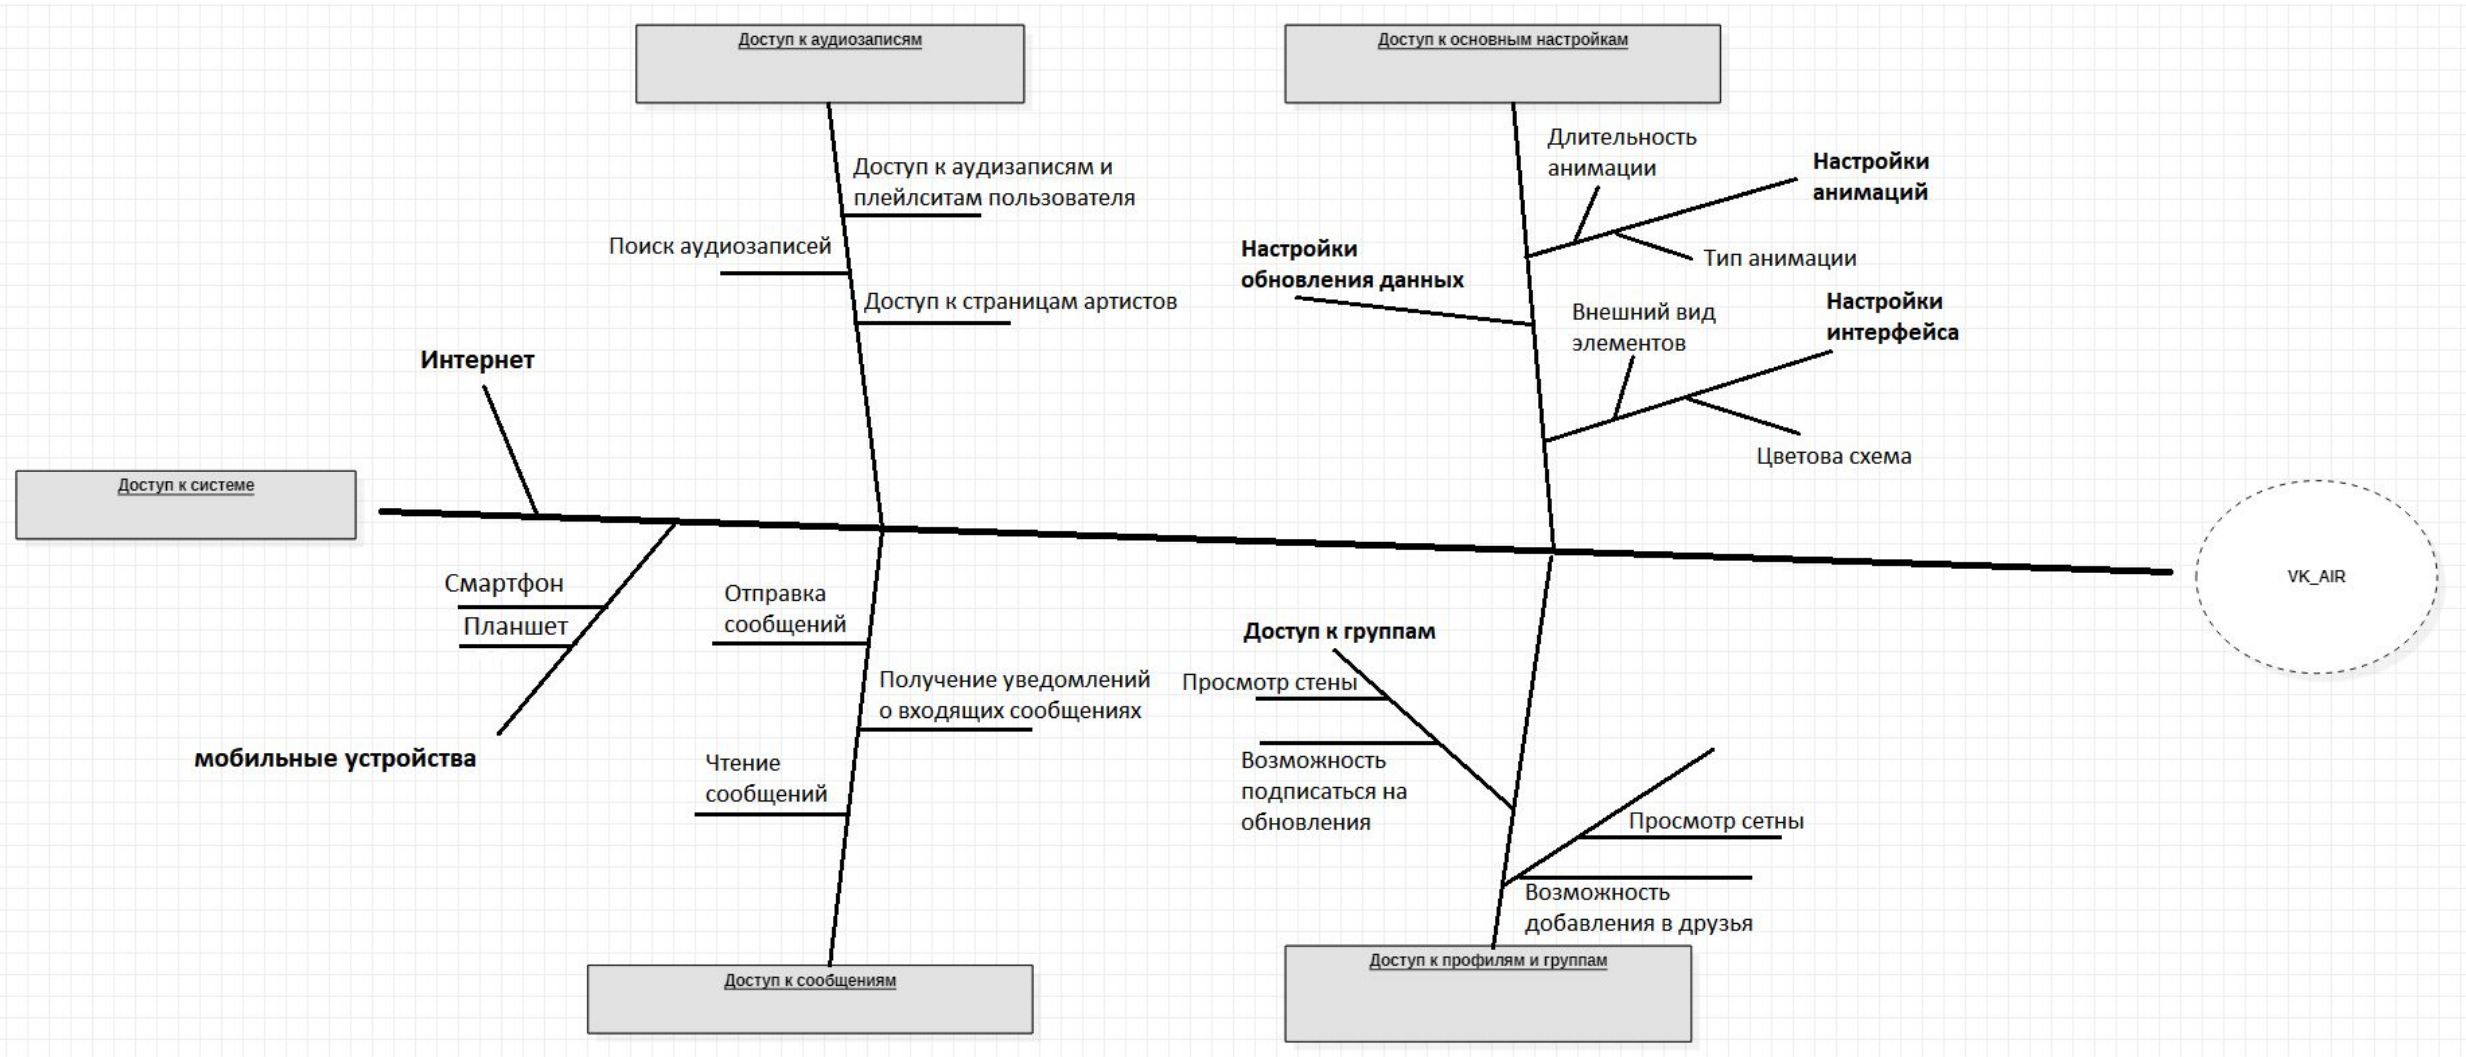 Доступ к аудиозаписям
Доступ к основным настройкам
Длительность
анимации
Настройки
анимаций
Доступ к аудизаписям и
плейлситам пользователя
Поиск аудиозаписей
Настройки
обновления данных
Тип анимации
Доступ к страницам артистов
Внешний вид
элементов
Настройки
интерфейса
Интернет
Цветова схема
Доступ к системе
VK_AIR
Смартфон
Планшет
Отправка
сообщений
Доступ к группам
Просмотр стены
Получение уведомлений
о входящих сообщениях
мобильные устройства
Чтение
сообщений
Возможность
подписаться на
обновления
Просмотр сетны
Возможность
добавления в друзья
Доступ к сообщениям
Доступ к профилям и группам